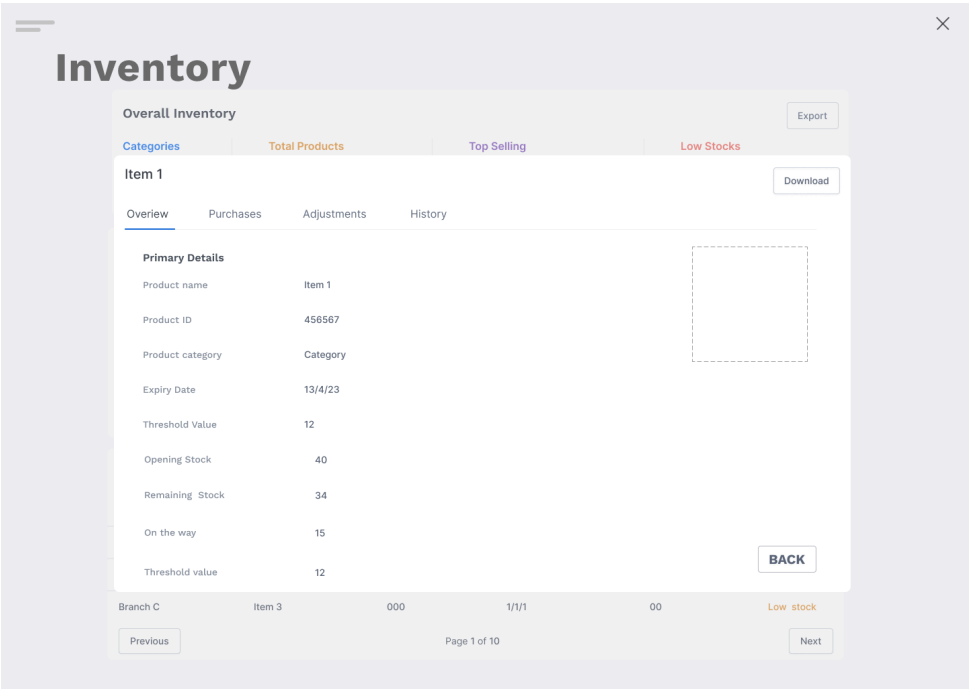 Inventory
Overall Inventory
Export
Categories Total Products Top Selling Low Stocks
Item 1
Download
Overiew Purchases Adjustments History
Primary Details
Product name Item 1
Product ID 456567
Product category Category
Expiry Date 13/4/23
Threshold Value 12
Opening Stock 40
Remaining Stock 34
On the way 15
BACK
Threshold value 12
Branch C Item 3 000 1/1/1 00 Low stock
Previous Page 1 of 10 Next